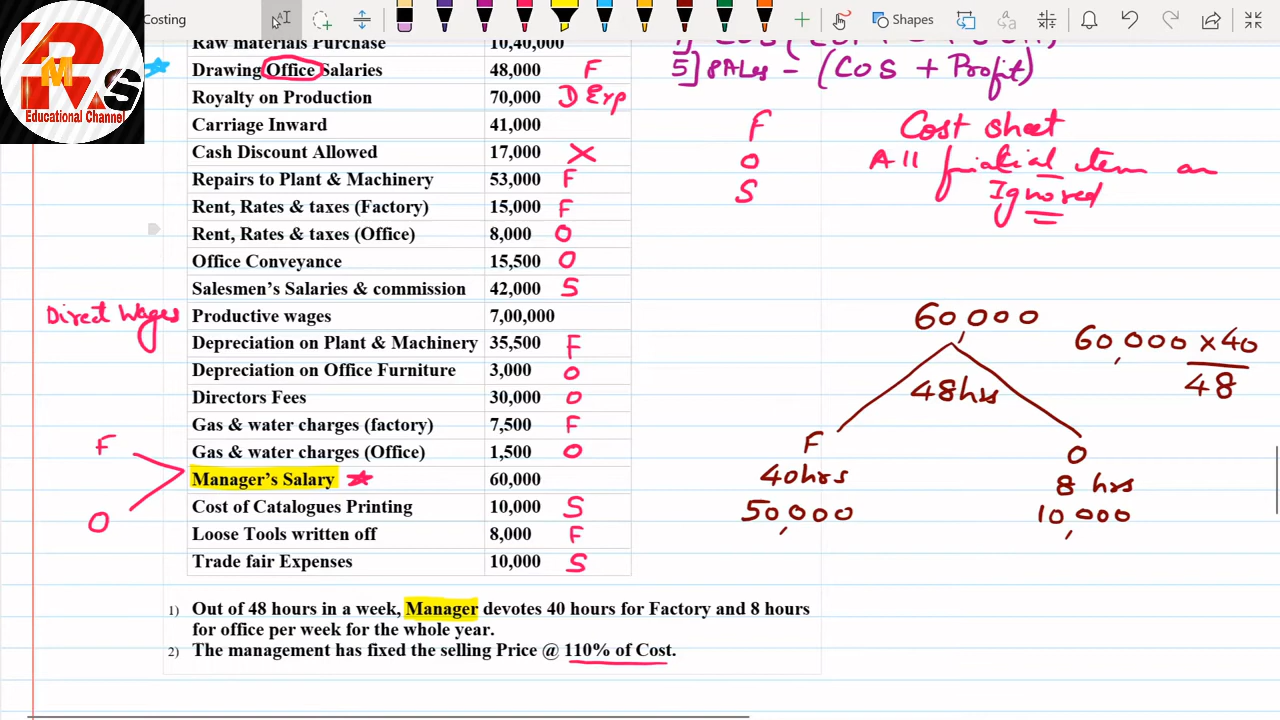 Costing
Shapes
RMS
Educational Channel
Raw materials Purchase 10,40,000
Drawing Office Salaries 48,000 F
Royalty on Production 70,000 D Exp
Carriage Inward 41,000
Cash Discount Allowed 17,000 X
Repairs to Plant & Machinery 53,000 F
Rent, Rates & taxes (Factory) 15,000 F
Rent, Rates & taxes (Office) 8,000 O
Office Conveyance 15,500 O
Salesmen's Salaries & commission 42,000 S
Direct Wages Productive wages 7,00,000
Depreciation on Plant & Machinery 35,500 F
Depreciation on Office Furniture 3,000 O
Directors Fees 30,000 O
Gas & water charges (factory) 7,500 F
Gas & water charges (Office) 1,500 O
F
O
Manager's Salary 60,000
Cost of Catalogues Printing 10,000 S
Loose Tools written off 8,000 F
Trade fair Expenses 10,000 S
1) Out of 48 hours in a week, Manager devotes 40 hours for Factory and 8 hours
for office per week for the whole year.
2) The management has fixed the selling Price @ 110% of Cost.
5] SALes - (COS + Profit)
F
O
S
Cost sheet
All item
Ignored
60,000
48hrs
60,000 x 40
48
F
40hrs
50,000
O
8 hrs
10,000